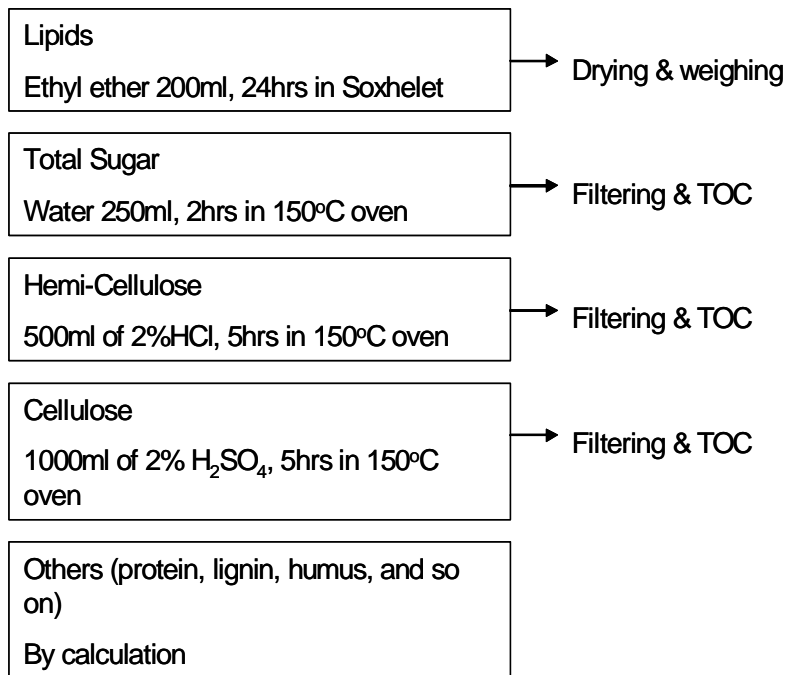 Lipids
Ethyl ether 200ml, 24hrs in Soxhelet
Drying & weighing
Total Sugar
Water 250ml, 2hrs in 150°C oven
Filtering & TOC
Hemi-Cellulose
500ml of 2%HCl, 5hrs in 150°C oven
Filtering & TOC
Cellulose
1000ml of 2% H₂SO₄, 5hrs in 150°C
oven
Filtering & TOC
Others (protein, lignin, humus, and so
on)
By calculation